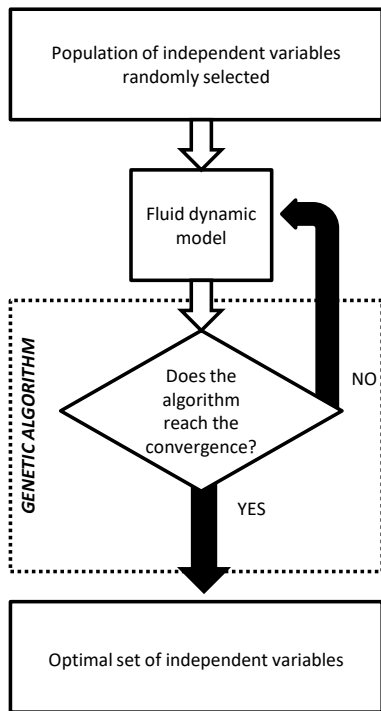 Population of independent variables
randomly selected
Fluid dynamic
model
GENETIC ALGORITHM
Does the
algorithm
reach the
convergence?
NO
YES
Optimal set of independent variables